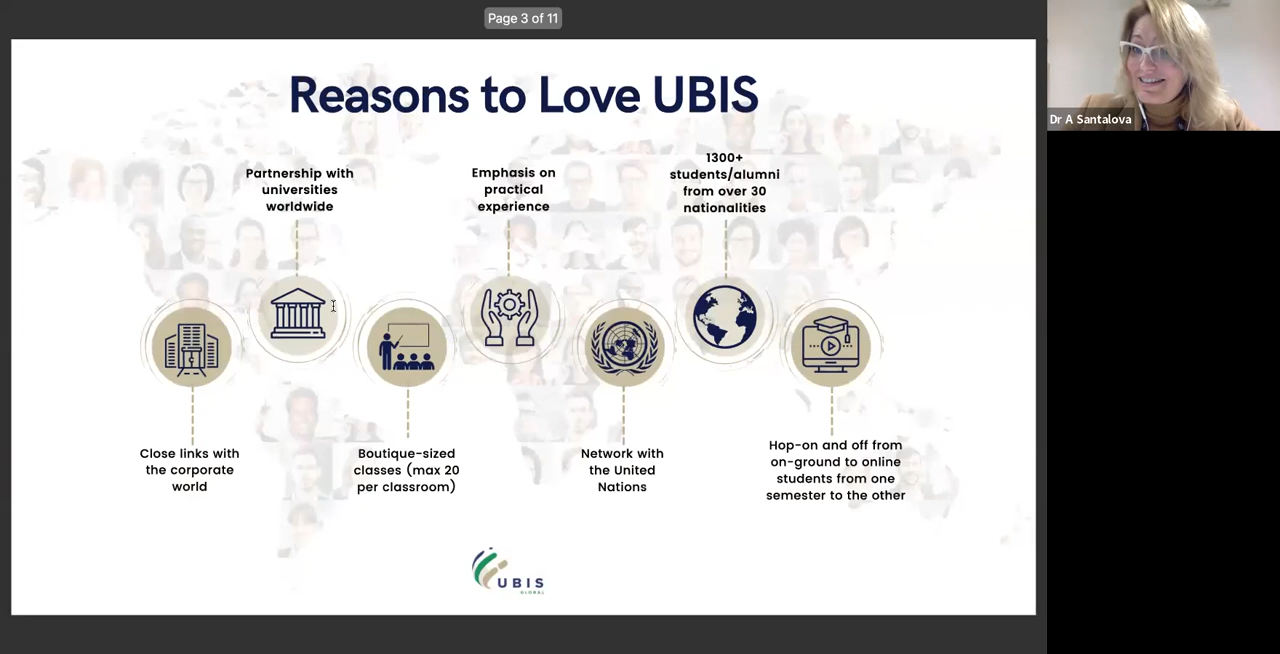 Page 3 of 11
Reasons to Love UBIS
Partnership with
universities
worldwide
Emphasis on
practical
experience
1300+
students/alumni
from over 30
nationalities
Close links with
the corporate
world
Boutique-sized
classes (max 20
per classroom)
Network with
the United
Nations
Hop-on and off from
on-ground to online
students from one
semester to the other
UBIS
GLOBAL
Dr A Santalova